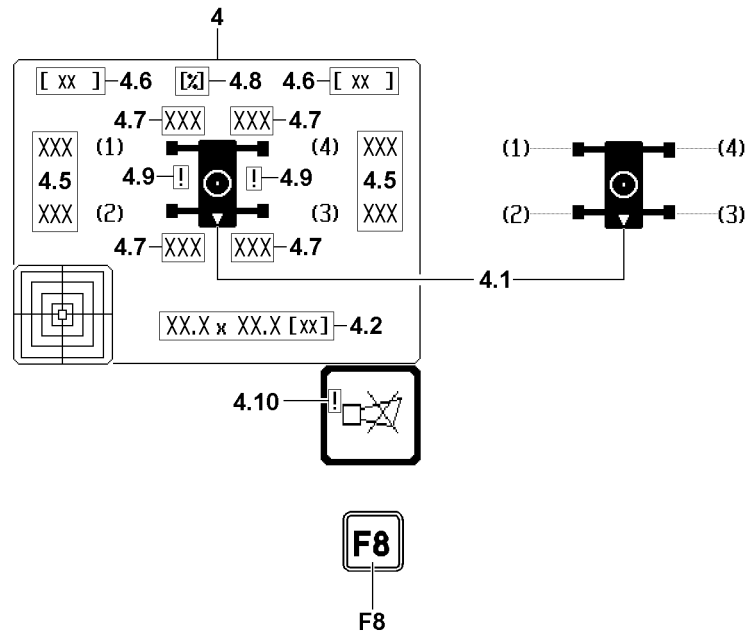 4
[ xx ] 4.6 [%] 4.8 4.6 [ xx ]
4.7 XXX XXX 4.7
XXX (1) (4) XXX (1) (4)
4.5 4.9 ! ! 4.9 4.5
XXX (2) (3) XXX (2) (3)
4.7 XXX XXX 4.7
4.1
XX.X x XX.X [xx] 4.2
4.10 !
F8
F8